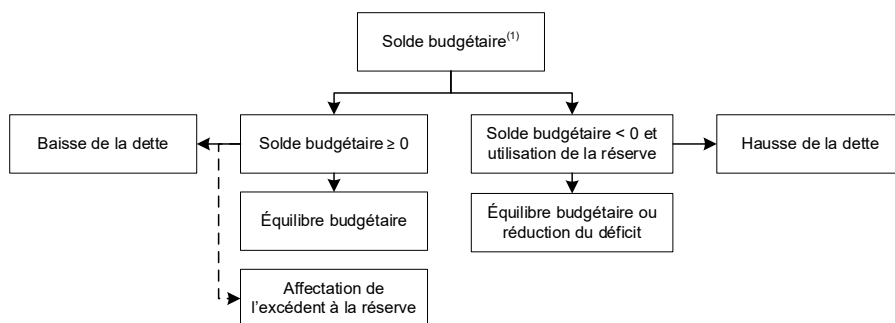 Solde budgétaire(1)
Baisse de la dette
Solde budgétaire ≥ 0
Solde budgétaire < 0 et
utilisation de la réserve
Hausse de la dette
Équilibre budgétaire
Équilibre budgétaire ou
réduction du déficit
Affectation de
l’excédent à la réserve